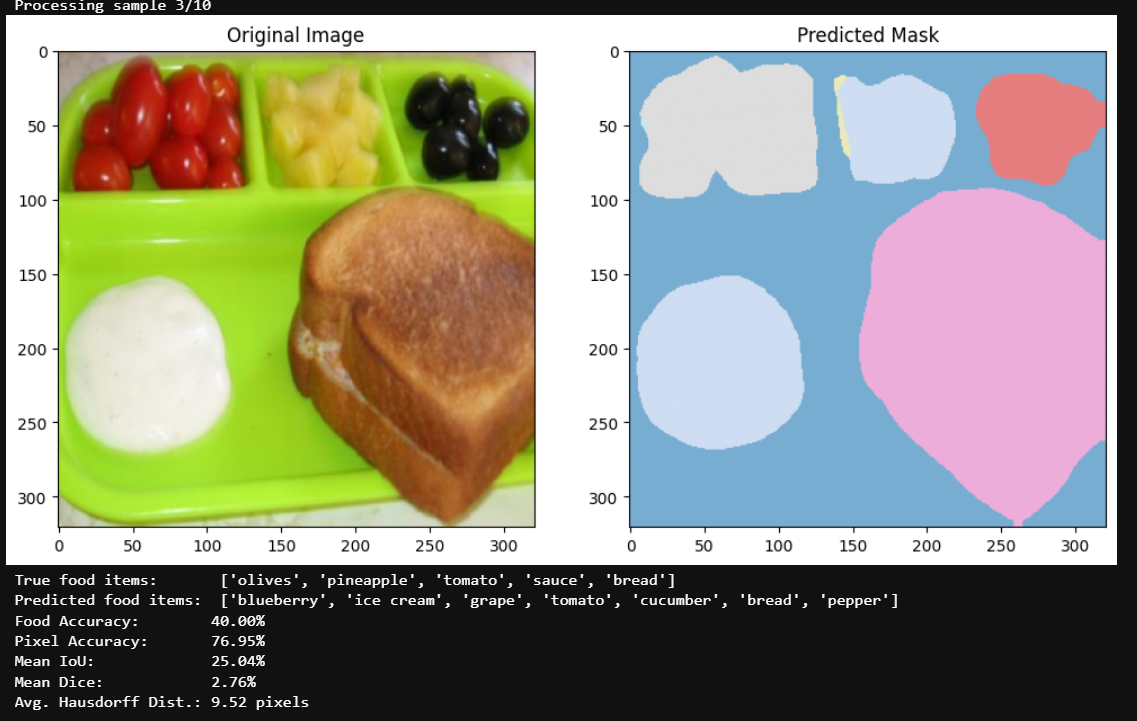 Processing sample 3/10
Original Image
Predicted Mask
0
50
100
150
200
250
300
0 50 100 150 200 250 300
0
50
100
150
200
250
300
0 50 100 150 200 250 300
True food items: ['olives', 'pineapple', 'tomato', 'sauce', 'bread']
Predicted food items: ['blueberry', 'ice cream', 'grape', 'tomato', 'cucumber', 'bread', 'pepper']
Food Accuracy: 40.00%
Pixel Accuracy: 76.95%
Mean IoU: 25.04%
Mean Dice: 2.76%
Avg. Hausdorff Dist.: 9.52 pixels